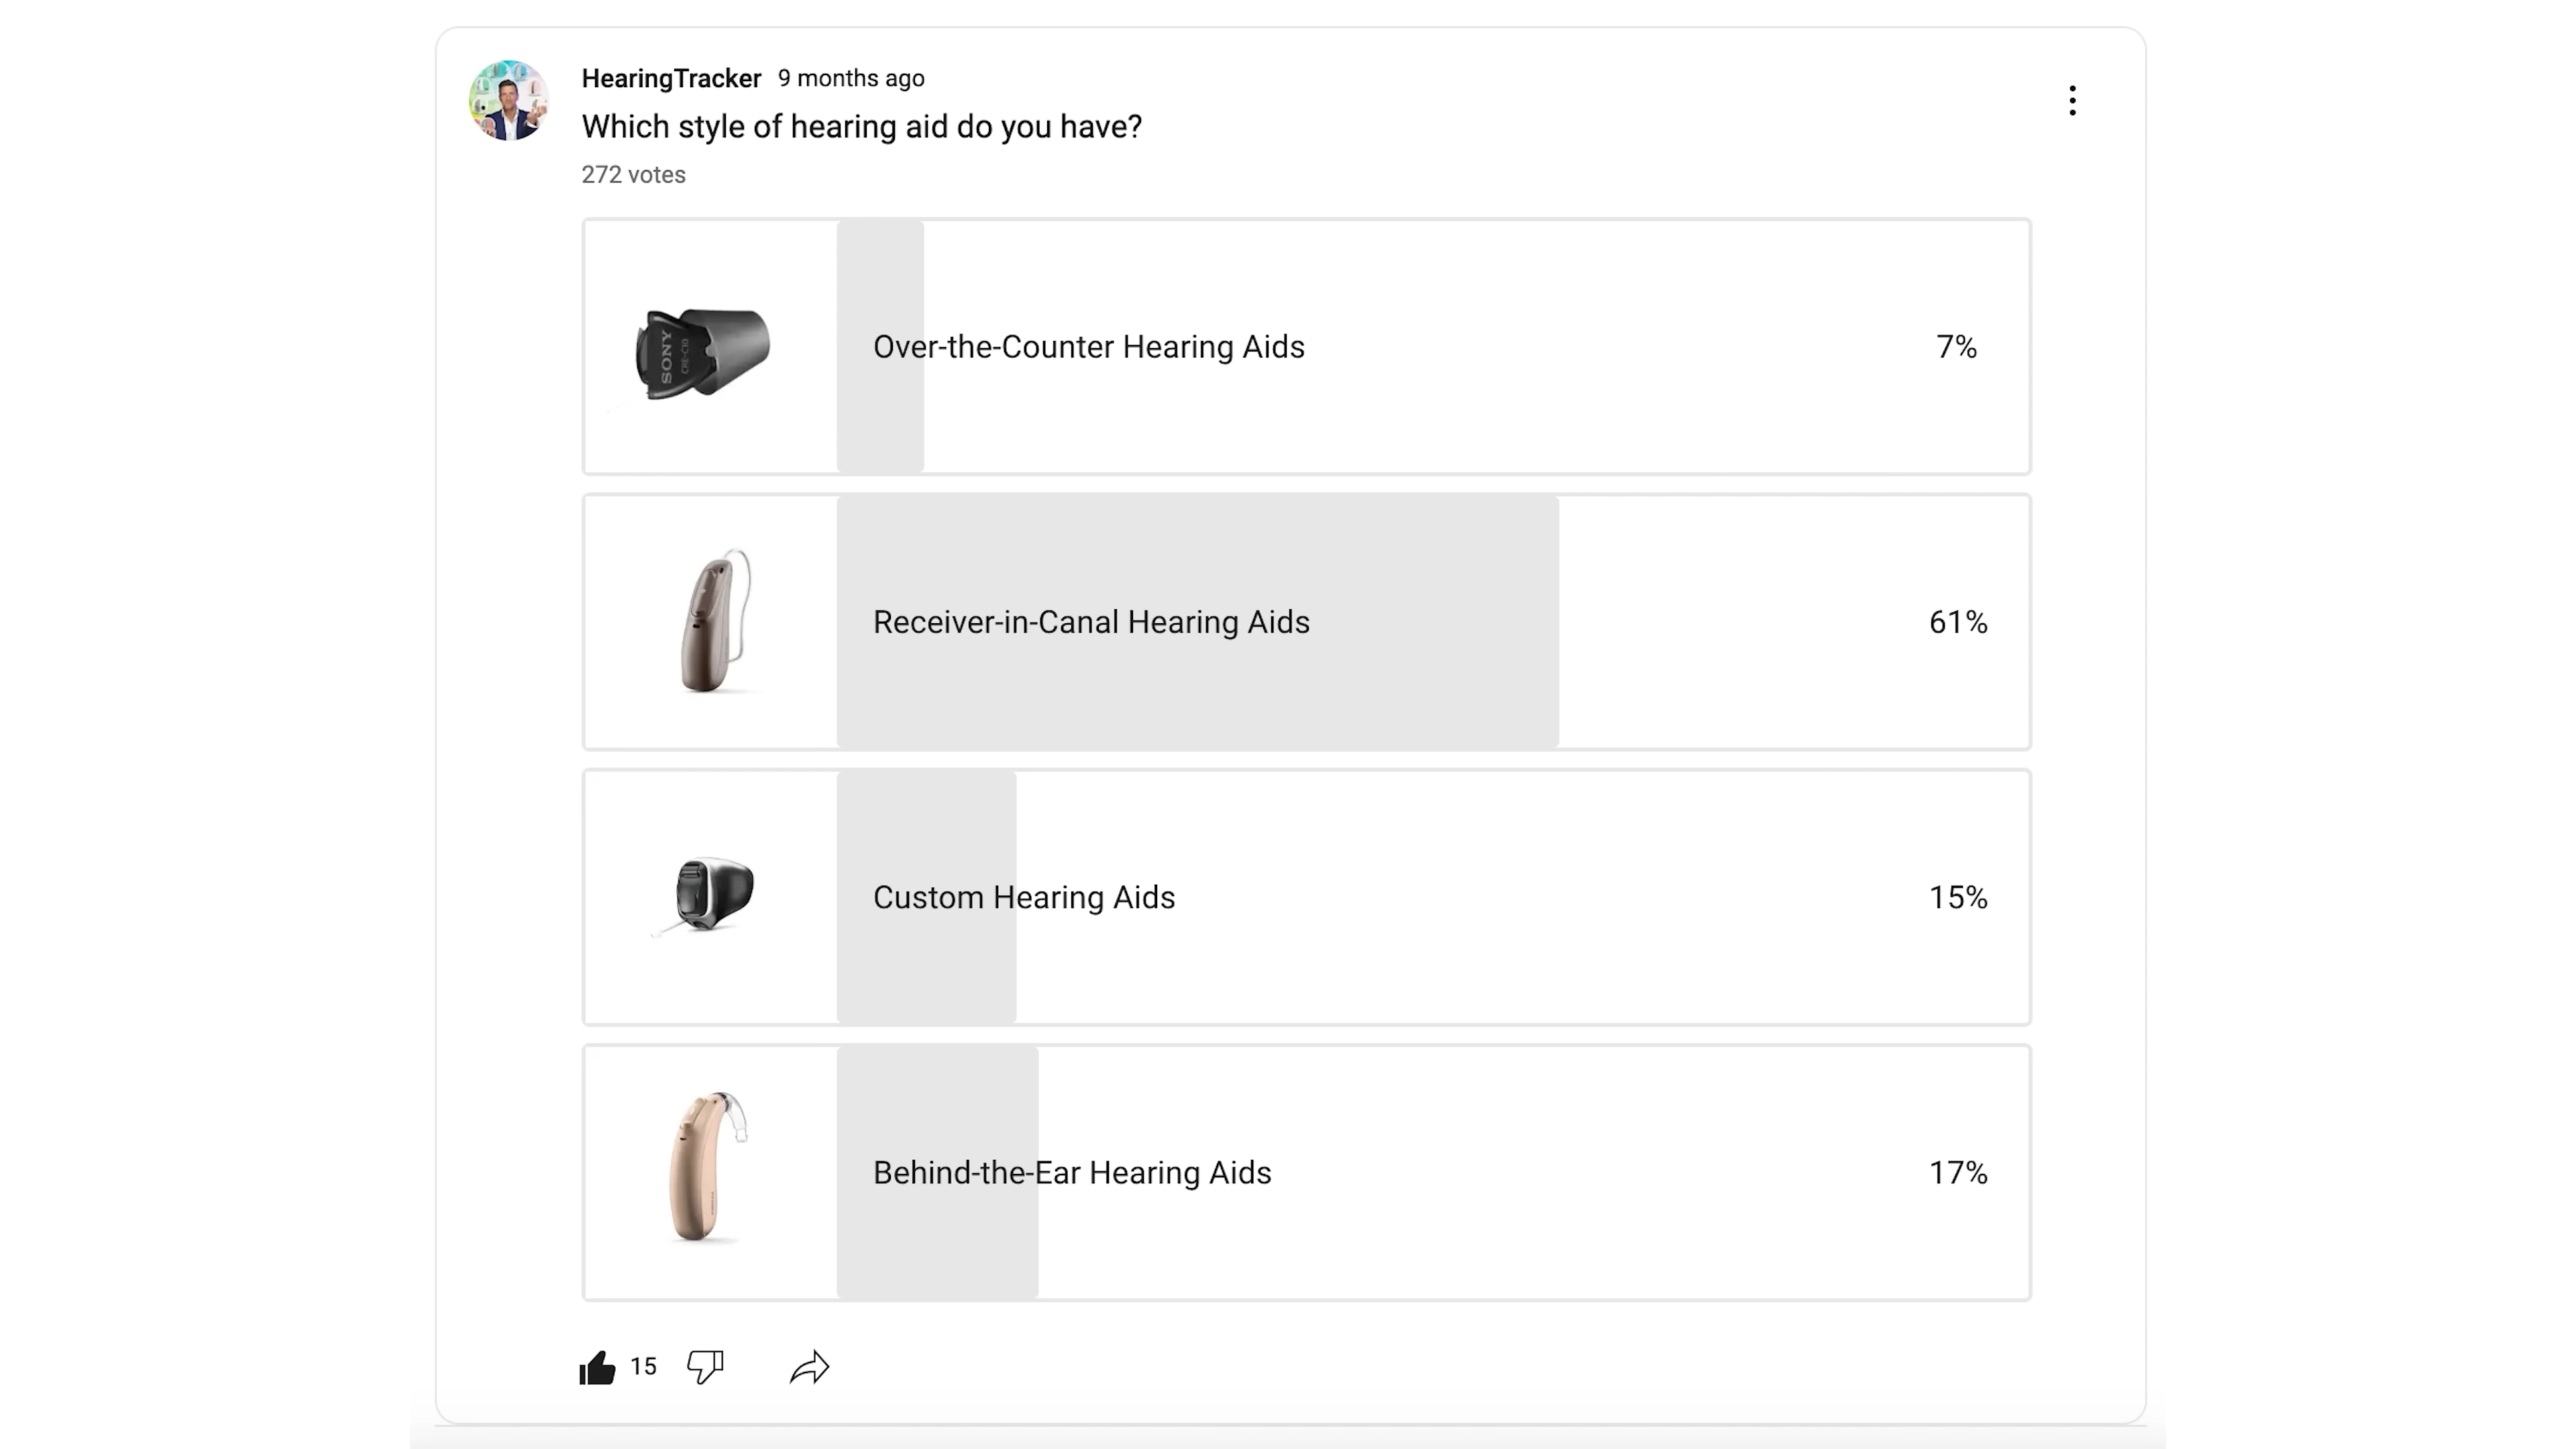 HearingTracker 9 months ago
Which style of hearing aid do you have?
272 votes
SONY
CRE-C10
Over-the-Counter Hearing Aids 7%
Receiver-in-Canal Hearing Aids 61%
Custom Hearing Aids 15%
Behind-the-Ear Hearing Aids 17%
15